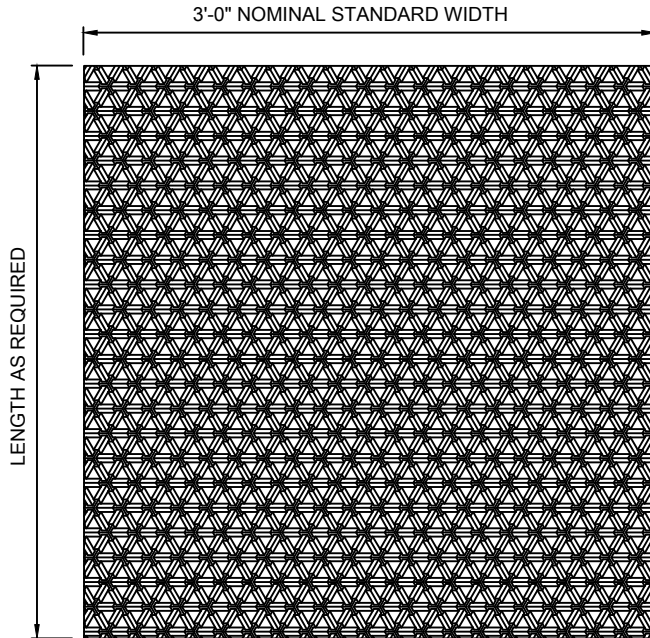 3'-0" NOMINAL STANDARD WIDTH
LENGTH AS REQUIRED